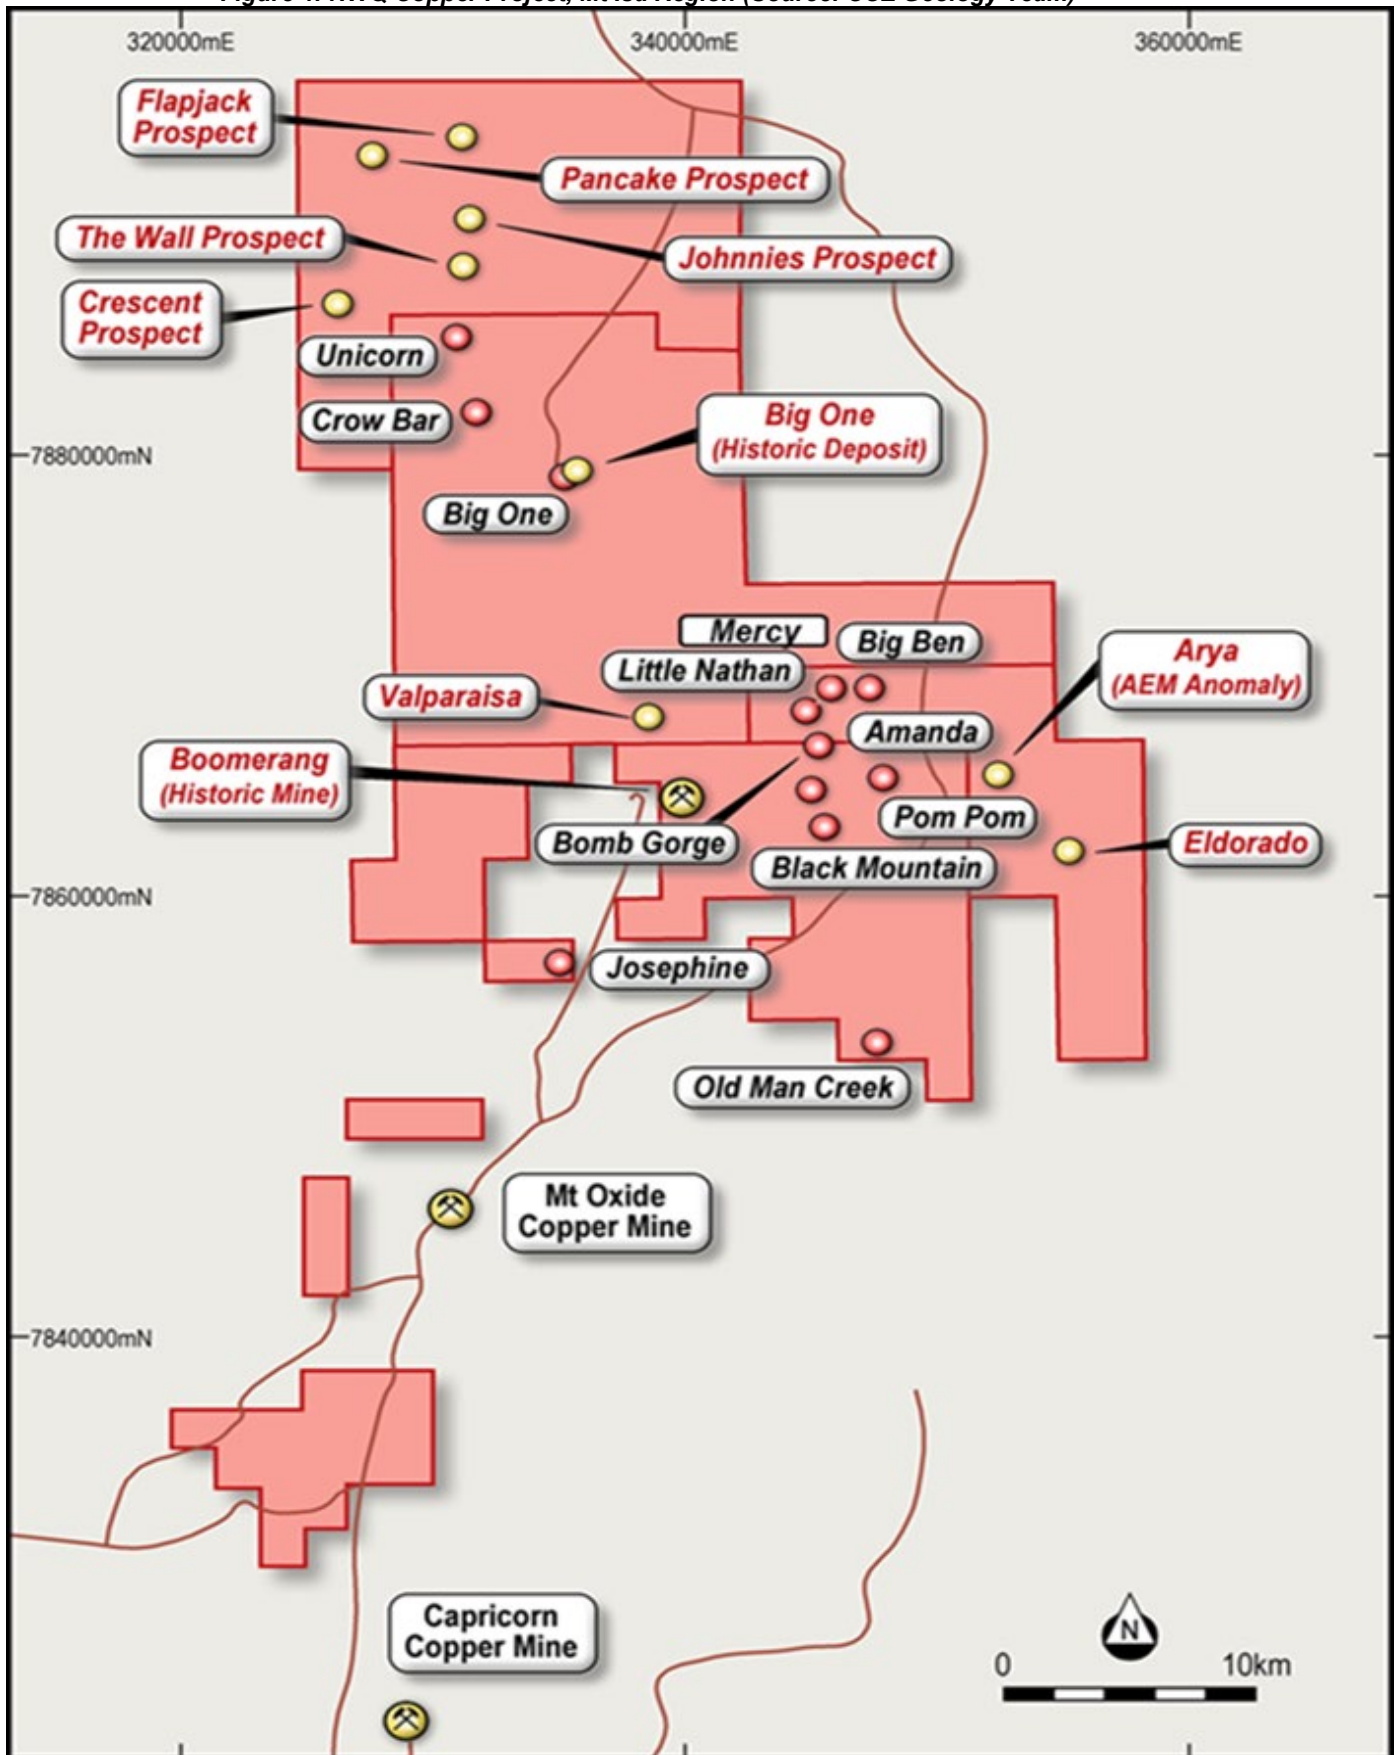 320000mE
340000mE
360000mE
Flapjack
Prospect
Pancake Prospect
The Wall Prospect
Johnnies Prospect
Crescent
Prospect
Unicorn
Crow Bar
Big One
(Historic Deposit)
7880000mN
Big One
Mercy
Big Ben
Little Nathan
Arya
(AEM Anomaly)
Valparaisa
Amanda
Boomerang
(Historic Mine)
Pom Pom
Bomb Gorge
Eldorado
Black Mountain
7860000mN
Josephine
Old Man Creek
Mt Oxide
Copper Mine
7840000mN
Capricorn
Copper Mine
N
0
10km